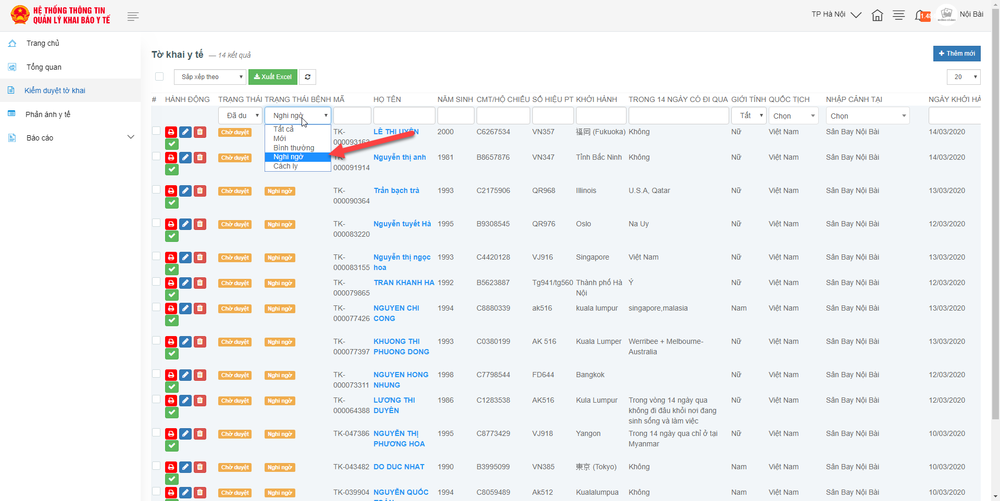 HỆ THỐNG THÔNG TIN
QUẢN LÝ KHAI BÁO Y TẾ
TP Hà Nội
1.48
KHÔNG CÓ ẢNH
Nội Bài
Trang chủ
Tổng quan
Kiểm duyệt tờ khai
Phản ánh y tế
Báo cáo
Tờ khai y tế — 14 kết quả
Thêm mới
Sắp xếp theo
Xuất Excel
20
# HÀNH ĐỘNG TRẠNG THÁI TRẠNG THÁI BỆNH MÃ HỌ TÊN NĂM SINH CMT/HỘ CHIẾU SỐ HIỆU PT KHỞI HÀNH TRONG 14 NGÀY CÓ ĐI QUA GIỚI TÍNH QUỐC TỊCH NHẬP CẢNH TẠI NGÀY KHỞI HÀ
Đã du Nghi ngờ Tất Chọn Chọn
Tất cả
Mới
Bình thường
Nghi ngờ
Cách ly
Chờ duyệt TK- LÊ THỊ UYÊN 2000 C6267534 VN357 福岡 (Fukuoka) Không Nữ Việt Nam Sân Bay Nội Bài 14/03/2020
000093163
Chờ duyệt TK- Nguyễn thị anh 1981 B8657876 VN347 Tỉnh Bắc Ninh Không Nữ Việt Nam Sân Bay Nội Bài 14/03/2020
000091914
Chờ duyệt Nghi ngờ TK- Trần bạch trà 1993 C2175906 QR968 Illinois U.S.A, Qatar Nữ Việt Nam Sân Bay Nội Bài 13/03/2020
000090364
Chờ duyệt Nghi ngờ TK- Nguyễn tuyết Hà 1995 B9308545 QR976 Oslo Na Uy Nữ Việt Nam Sân Bay Nội Bài 12/03/2020
000083220
Chờ duyệt Nghi ngờ TK- Nguyễn thị ngọc 1993 C4420128 VJ916 Singapore Việt Nam Nữ Việt Nam Sân Bay Nội Bài 13/03/2020
000083155 hoa
Chờ duyệt Nghi ngờ TK- TRAN KHANH HA 1992 B5623887 Tg941/tg560 Thành phố Hà Ý Nữ Việt Nam Sân Bay Nội Bài 12/03/2020
000079865 Nội
Chờ duyệt Nghi ngờ TK- NGUYEN CHI 1994 C8880339 ak516 kuala lumpur singapore,malasia Nam Việt Nam Sân Bay Nội Bài 13/03/2020
000077426 CONG
Chờ duyệt Nghi ngờ TK- KHUONG THI 1993 C0380199 AK 516 Kuala Lumper Werribee + Melbourne- Nữ Việt Nam Sân Bay Nội Bài 13/03/2020
000077397 PHUONG DONG Australia
Chờ duyệt Nghi ngờ TK- NGUYEN HONG 1998 C7798544 FD644 Bangkok Nữ Việt Nam Sân Bay Nội Bài 12/03/2020
000073311 NHUNG
Chờ duyệt Nghi ngờ TK- LƯƠNG THỊ 1986 C1283538 AK516 Kula Lumpur Trong vòng 14 ngày qua Nữ Việt Nam Sân Bay Nội Bài 12/03/2020
000064388 DUYÊN không đi đâu khỏi nơi đang
sinh sống và làm việc
Chờ duyệt Nghi ngờ TK-047386 NGUYỄN THỊ 1995 C8773429 VJ918 Yangon Trong 14 ngày qua chỉ ở tại Nữ Việt Nam Sân Bay Nội Bài 10/03/2020
PHƯƠNG HOA Myanmar
Chờ duyệt Nghi ngờ TK-043482 DO DUC NHAT 1990 B3995099 VN385 東京 (Tokyo) Không Nam Việt Nam Sân Bay Nội Bài 10/03/2020
Chờ duyệt Nghi ngờ TK-039904 NGUYỄN QUỐC 1994 C8059489 Ak512 Kualalumpua Không Nam Việt Nam Sân Bay Nội Bài 10/03/2020